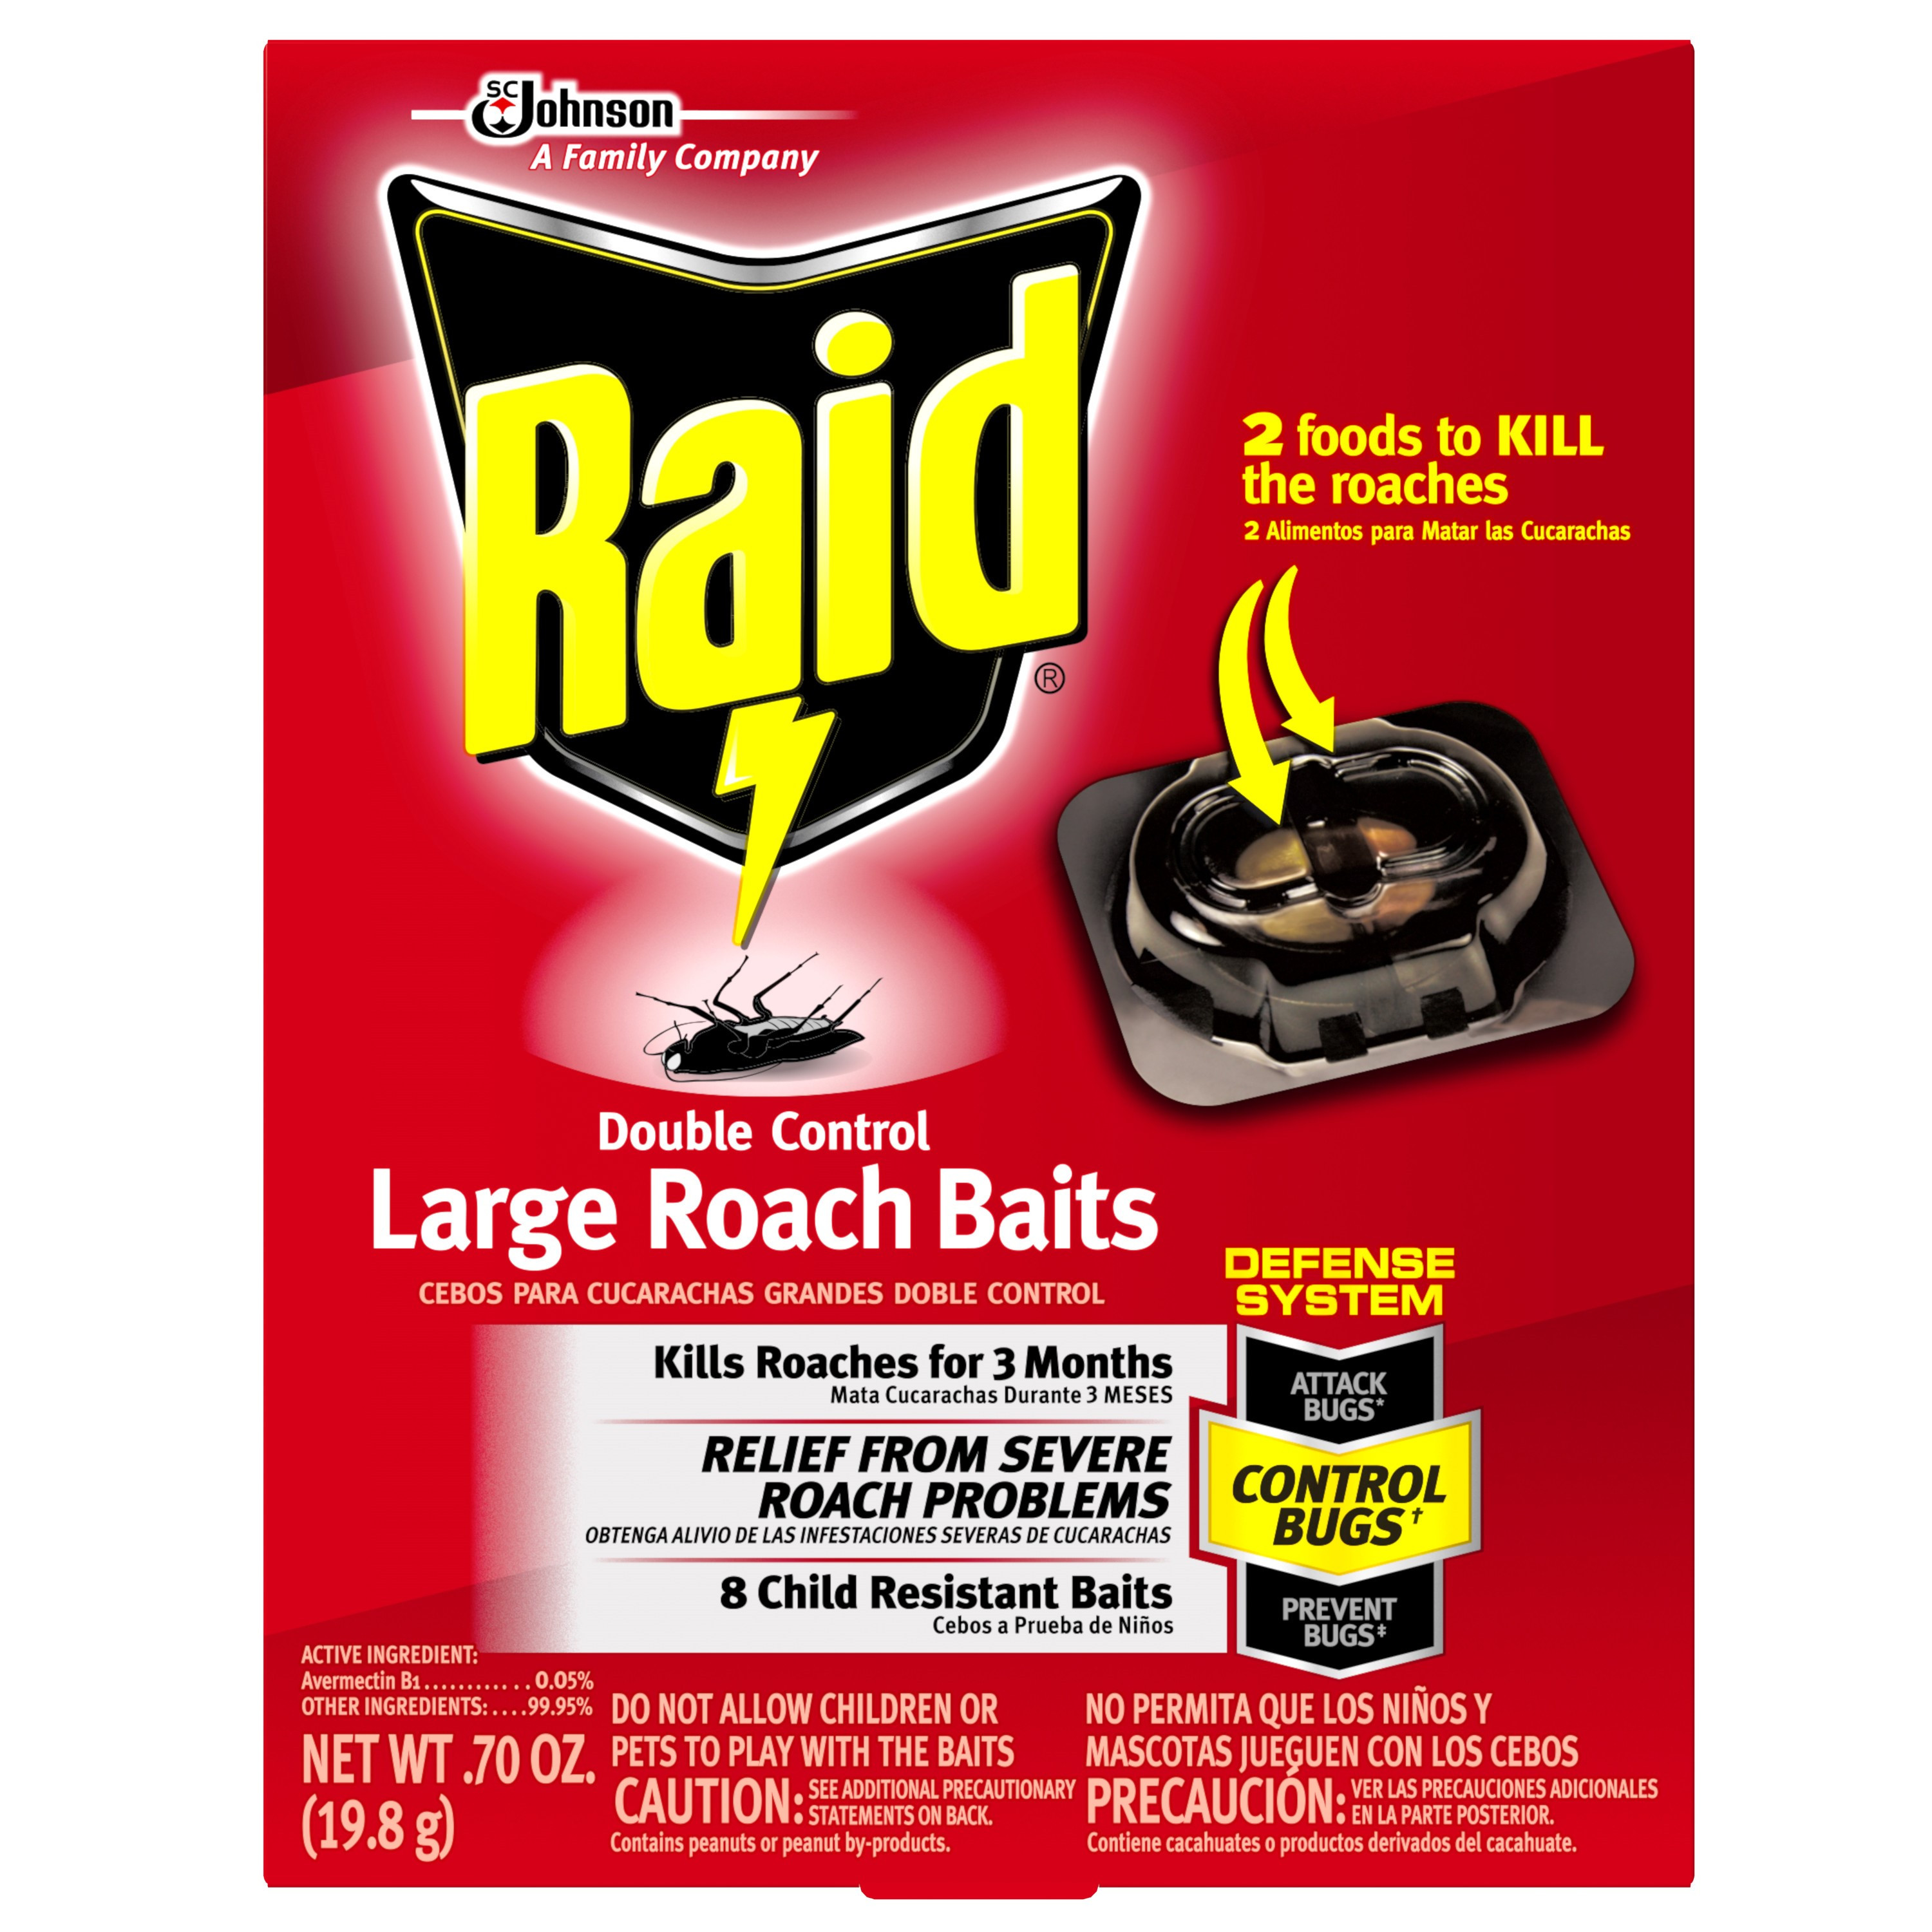 SC Johnson
A Family Company
Raid®
2 foods to KILL
the roaches
2 Alimentos para Matar las Cucarachas
Double Control
Large Roach Baits
CEBOS PARA CUCARACHAS GRANDES DOBLE CONTROL
Kills Roaches for 3 Months
Mata Cucarachas Durante 3 MESES
RELIEF FROM SEVERE
ROACH PROBLEMS
OBTENGA ALIVIO DE LAS INFESTACIONES SEVERAS DE CUCARACHAS
8 Child Resistant Baits
Cebos a Prueba de Niños
DEFENSE
SYSTEM
ATTACK
BUGS*
CONTROL
BUGS†
PREVENT
BUGS‡
ACTIVE INGREDIENT:
Avermectin B1............0.05%
OTHER INGREDIENTS:....99.95%
NET WT .70 OZ.
(19.8 g)
DO NOT ALLOW CHILDREN OR
PETS TO PLAY WITH THE BAITS
CAUTION: SEE ADDITIONAL PRECAUTIONARY
STATEMENTS ON BACK.
Contains peanuts or peanut by-products.
NO PERMITA QUE LOS NIÑOS Y
MASCOTAS JUEGUEN CON LOS CEBOS
PRECAUCIÓN: VER LAS PRECAUCIONES ADICIONALES
EN LA PARTE POSTERIOR.
Contiene cacahuates o productos derivados del cacahuate.